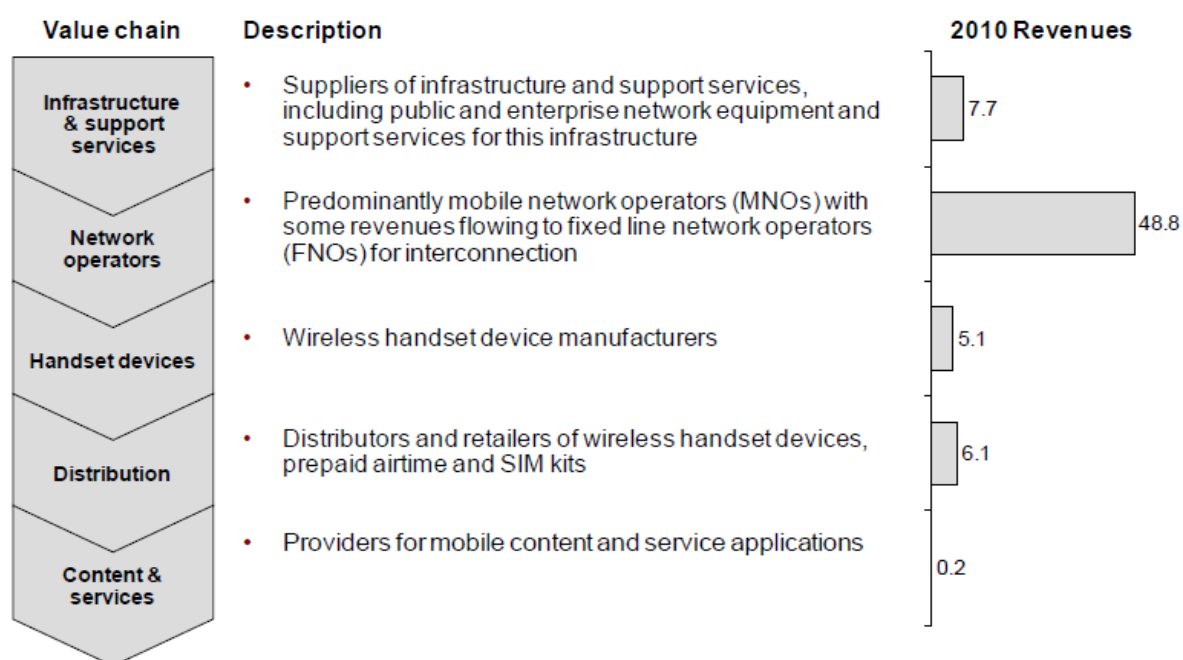 Value chain
Description
2010 Revenues
Infrastructure
& support
services
• Suppliers of infrastructure and support services,
including public and enterprise network equipment and
support services for this infrastructure
7.7
Network
operators
• Predominantly mobile network operators (MNOs) with
some revenues flowing to fixed line network operators
(FNOs) for interconnection
48.8
Handset devices
• Wireless handset device manufacturers
5.1
Distribution
• Distributors and retailers of wireless handset devices,
prepaid airtime and SIM kits
6.1
Content &
services
• Providers for mobile content and service applications
0.2